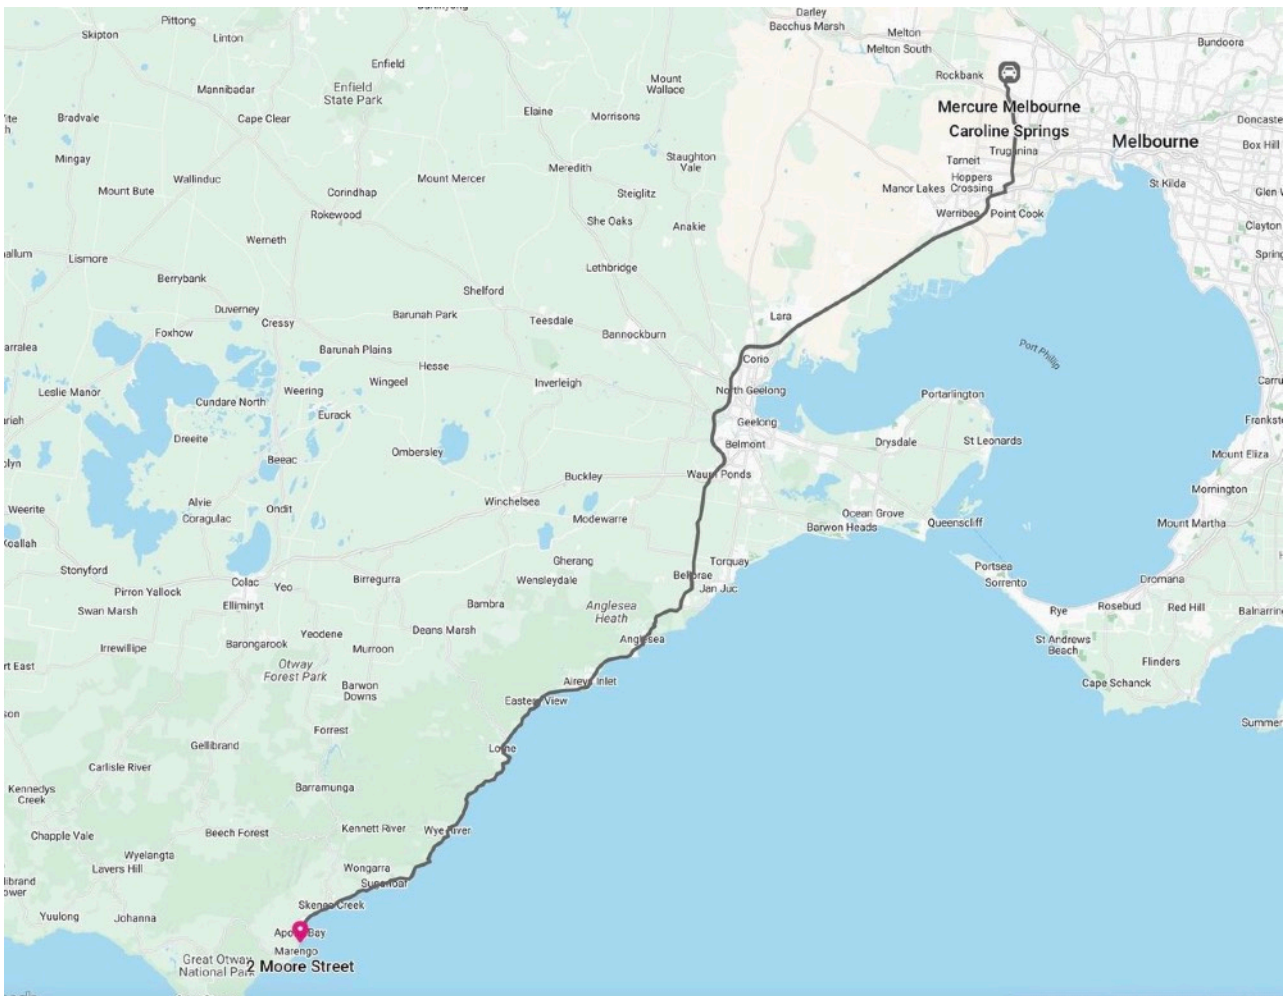 Pittong
Skipton
Linton
Enfield
Enfield
State Park
Mannibadar
Cape Clear
Bradvale
Mingay
Wallinduc
Mount Bute
Corindhap
Rokewood
Werneth
Lismore
Berrybank
Mount Mercer
Elaine
Morrisons
Meredith
Steiglitz
Staughton
Vale
She Oaks
Anakie
Lethbridge
Mount
Wallace
Darley
Bacchus Marsh
Melton
Melton South
Rockbank
Bundoora
Mercure Melbourne
Caroline Springs
Melbourne
Doncaste
Box Hill
Truganina
Tarneit
Hoppers
Crossing
Manor Lakes
Werribee
Point Cook
St Kilda
Glen
Clayton
Spring
Shelford
Duverney
Cressy
Foxhow
Barunah Park
Teesdale
Bannockburn
Lara
Barunah Plains
Hesse
Wingeel
Inverleigh
Corio
North Geelong
Geelong
Belmont
Waurn Ponds
Port Phillip
Portarlington
Drysdale
St Leonards
Leslie Manor
Cundare North
Weering
Eurack
Dreeite
Beeac
Ombersley
Buckley
Winchelsea
Modewarre
Alvie
Coragulac
Ondit
Weerite
Ocean Grove
Barwon Heads
Queenscliff
Mount Eliza
Mornington
Mount Martha
Portsea
Sorrento
Dromana
Rye
Rosebud
Red Hill
Balnarrin
St Andrews
Beach
Flinders
Cape Schanck
Summer
Stonyford
Pirron Yallock
Colac
Yeo
Elliminyt
Swan Marsh
Birregurra
Gherang
Wensleydale
Torquay
Bellbrae
Jan Juc
Bambra
Anglesea
Heath
Anglesea
Deans Marsh
Yeodene
Barongarook
Murroon
Irrewillipe
Otway
Forest Park
Barwon
Downs
Aireys Inlet
Eastern View
Forrest
Gellibrand
Carlisle River
Lorne
Barramunga
Kennedys
Creek
Chapple Vale
Beech Forest
Kennett River
Wye River
Wyelangta
Lavers Hill
Wongarra
Sugarloaf
Skenes Creek
Yuulong
Johanna
Apollo Bay
Marengo
Great Otway
National Park
2 Moore Street